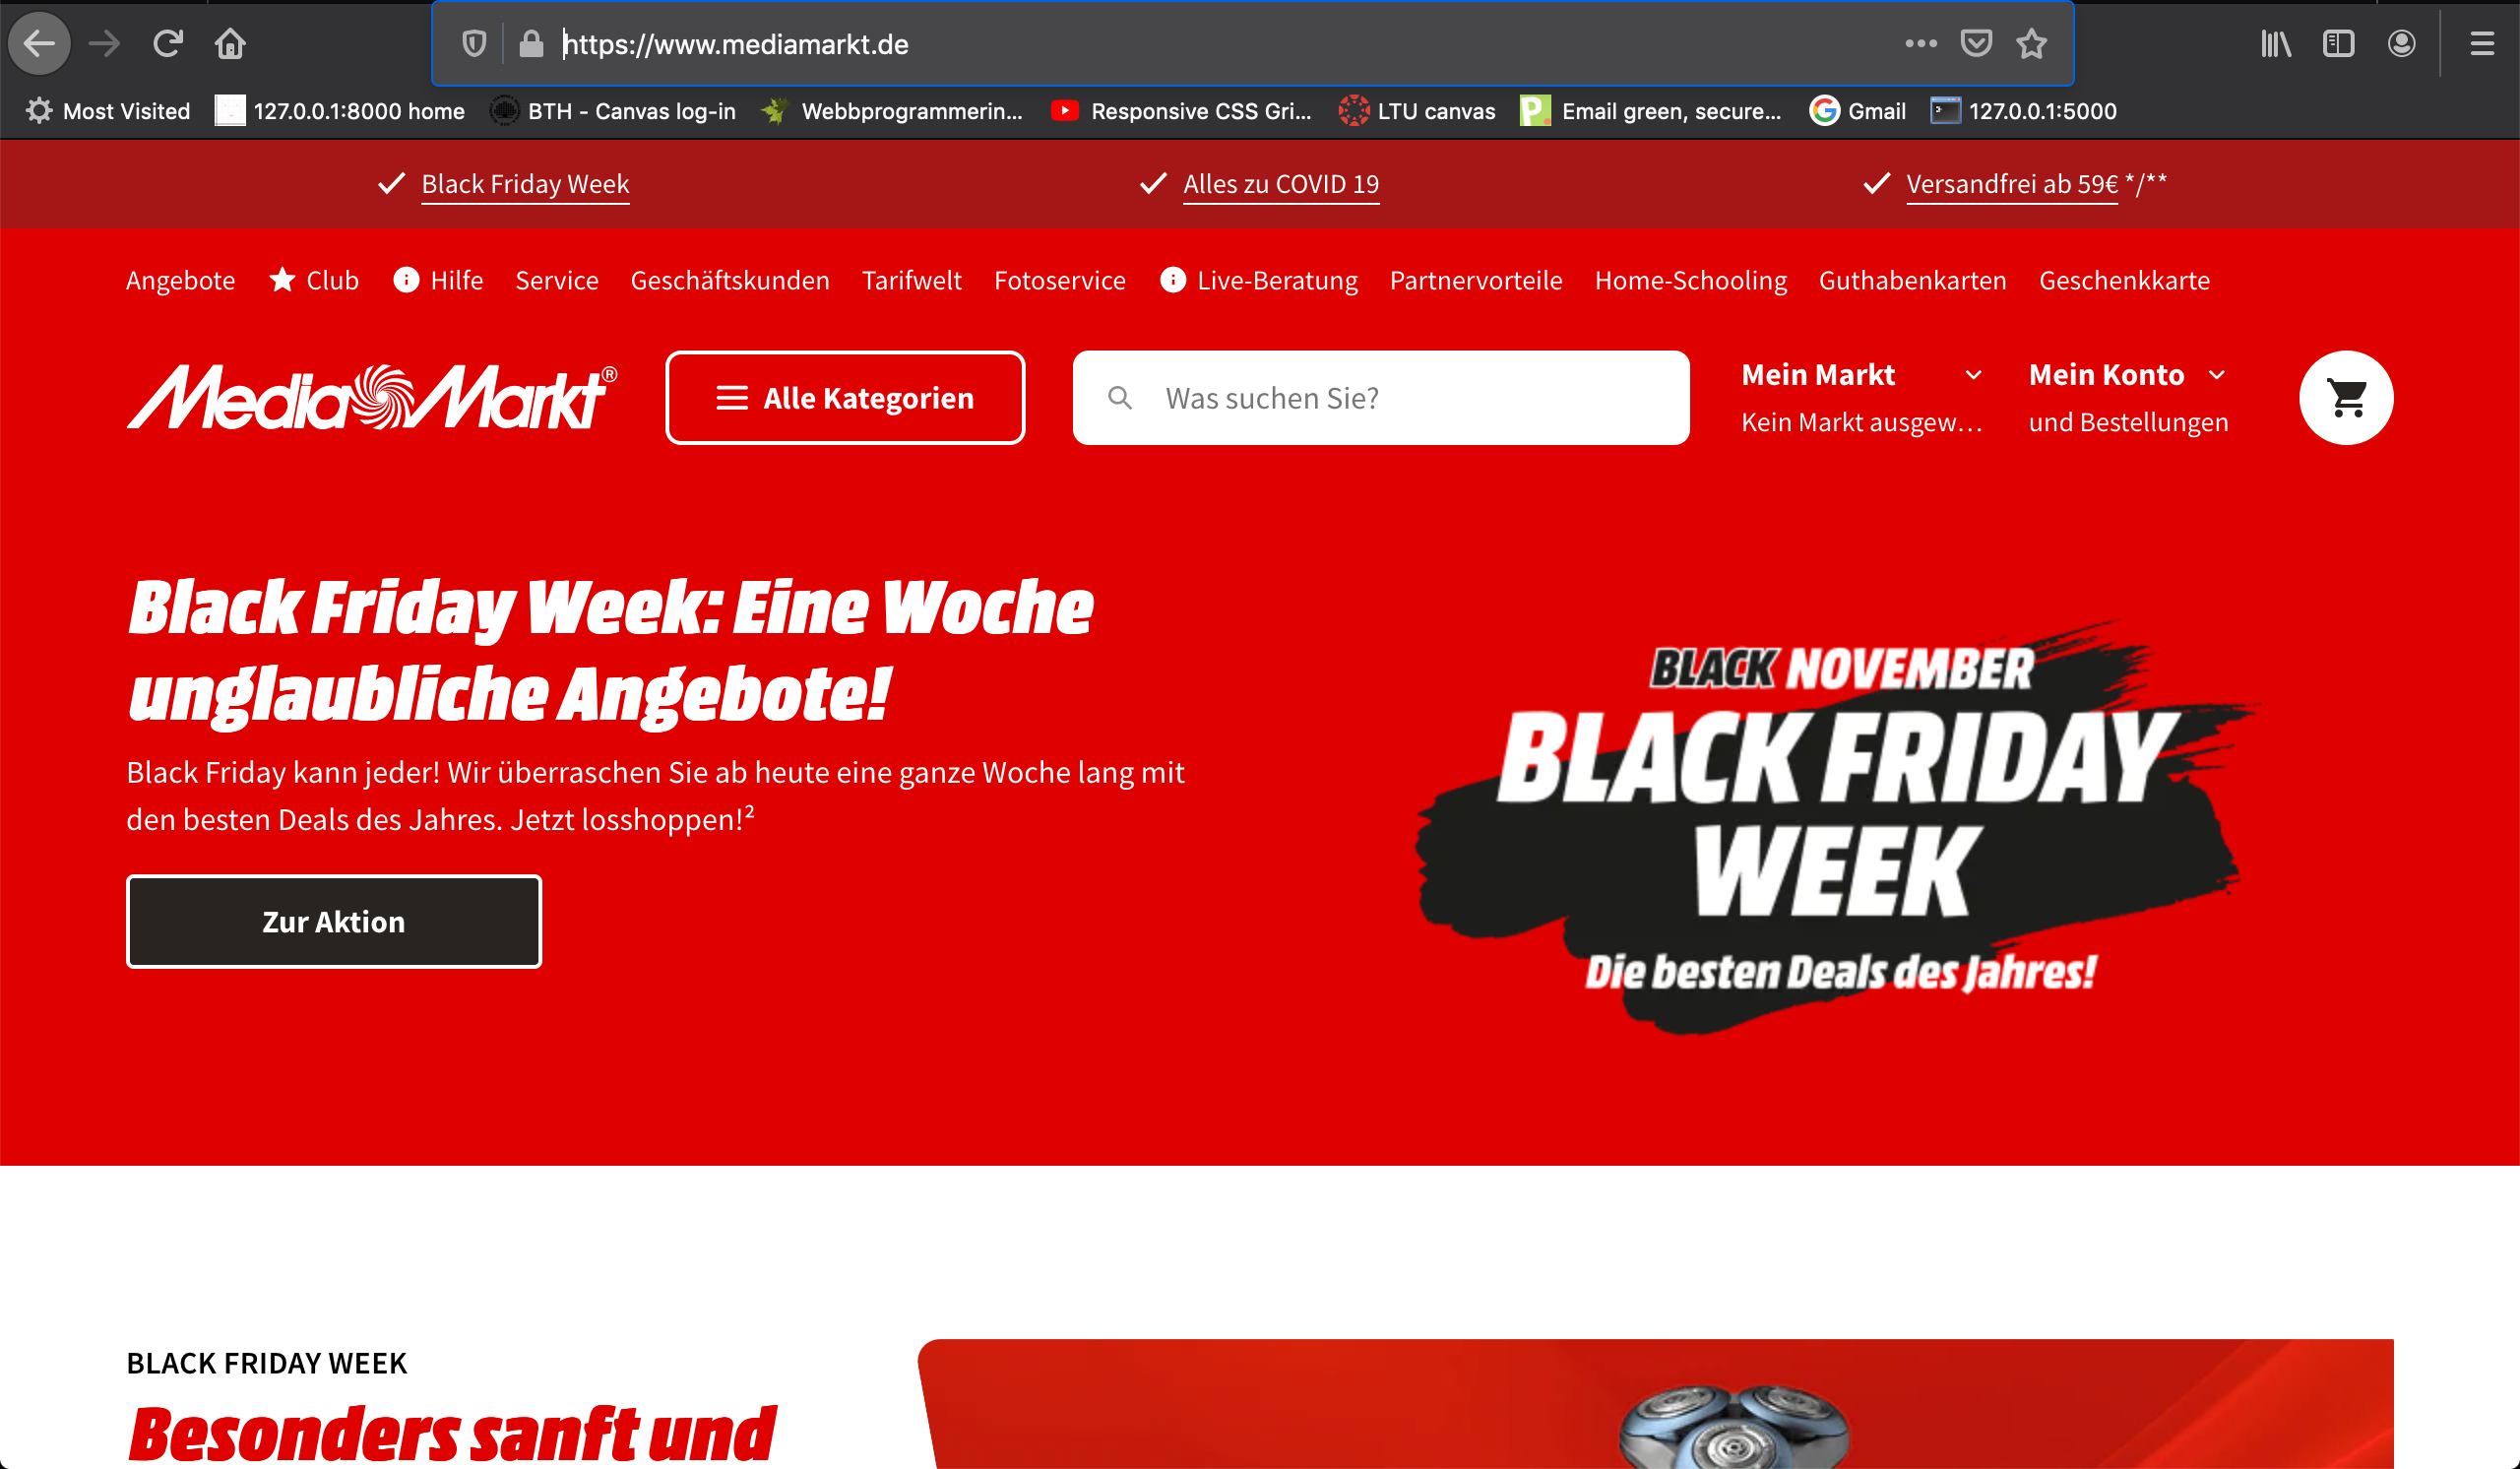 https://www.mediamarkt.de
Most Visited 127.0.0.1:8000 home BTH - Canvas log-in Webbprogrammerin... Responsive CSS Gri... LTU canvas Email green, secure... Gmail 127.0.0.1:5000
Black Friday Week Alles zu COVID 19 Versandfrei ab 59€ */**
Angebote Club Hilfe Service Geschäftskunden Tarifwelt Fotoservice Live-Beratung Partnervorteile Home-Schooling Guthabenkarten Geschenkkarte
MediaMarkt® Alle Kategorien Was suchen Sie? Mein Markt Mein Konto
Kein Markt ausgew... und Bestellungen
Black Friday Week: Eine Woche
unglaubliche Angebote!
Black Friday kann jeder! Wir überraschen Sie ab heute eine ganze Woche lang mit
den besten Deals des Jahres. Jetzt losshoppen!²
Zur Aktion
BLACK NOVEMBER
BLACK FRIDAY
WEEK
Die besten Deals des Jahres!
BLACK FRIDAY WEEK
Besonders sanft und